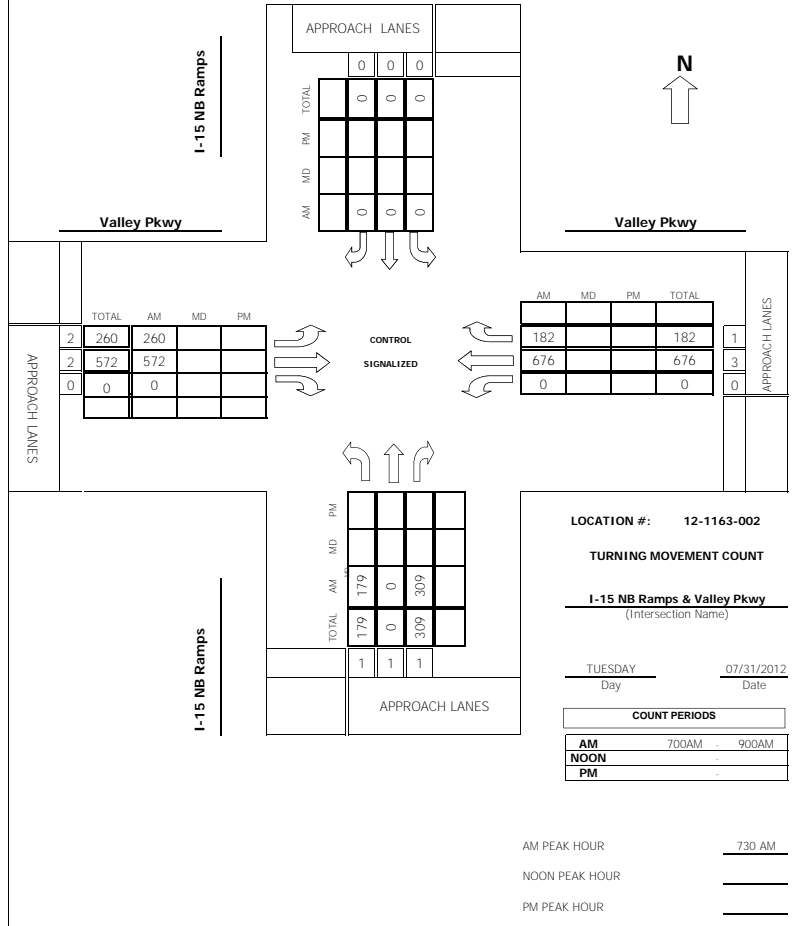 APPROACH LANES
0 0 0
I-15 NB Ramps
N
TOTAL 0 0 0
PM
MD
AM 0 0 0
Valley Pkwy
Valley Pkwy
TOTAL AM MD PM
2 260 260
2 572 572
0 0 0
APPROACH LANES
CONTROL
SIGNALIZED
AM MD PM TOTAL
182 182 1
676 676 3
0 0 0
APPROACH LANES
PM
MD
AM 179 0 309
TOTAL 179 0 309
1 1 1
APPROACH LANES
I-15 NB Ramps
LOCATION #: 12-1163-002
TURNING MOVEMENT COUNT
I-15 NB Ramps & Valley Pkwy
(Intersection Name)
TUESDAY 07/31/2012
Day Date
COUNT PERIODS
AM 700AM - 900AM
NOON -
PM -
AM PEAK HOUR 730 AM
NOON PEAK HOUR
PM PEAK HOUR